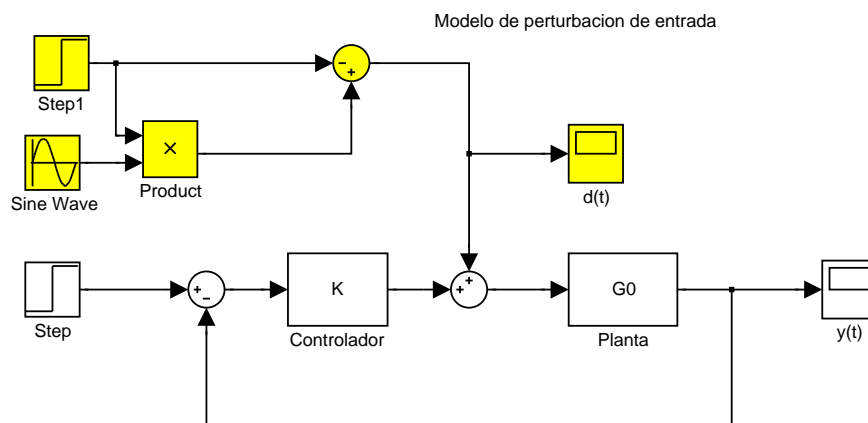 Modelo de perturbacion de entrada
Step1
Sine Wave
×
Product
d(t)
Step
K
Controlador
G0
Planta
y(t)